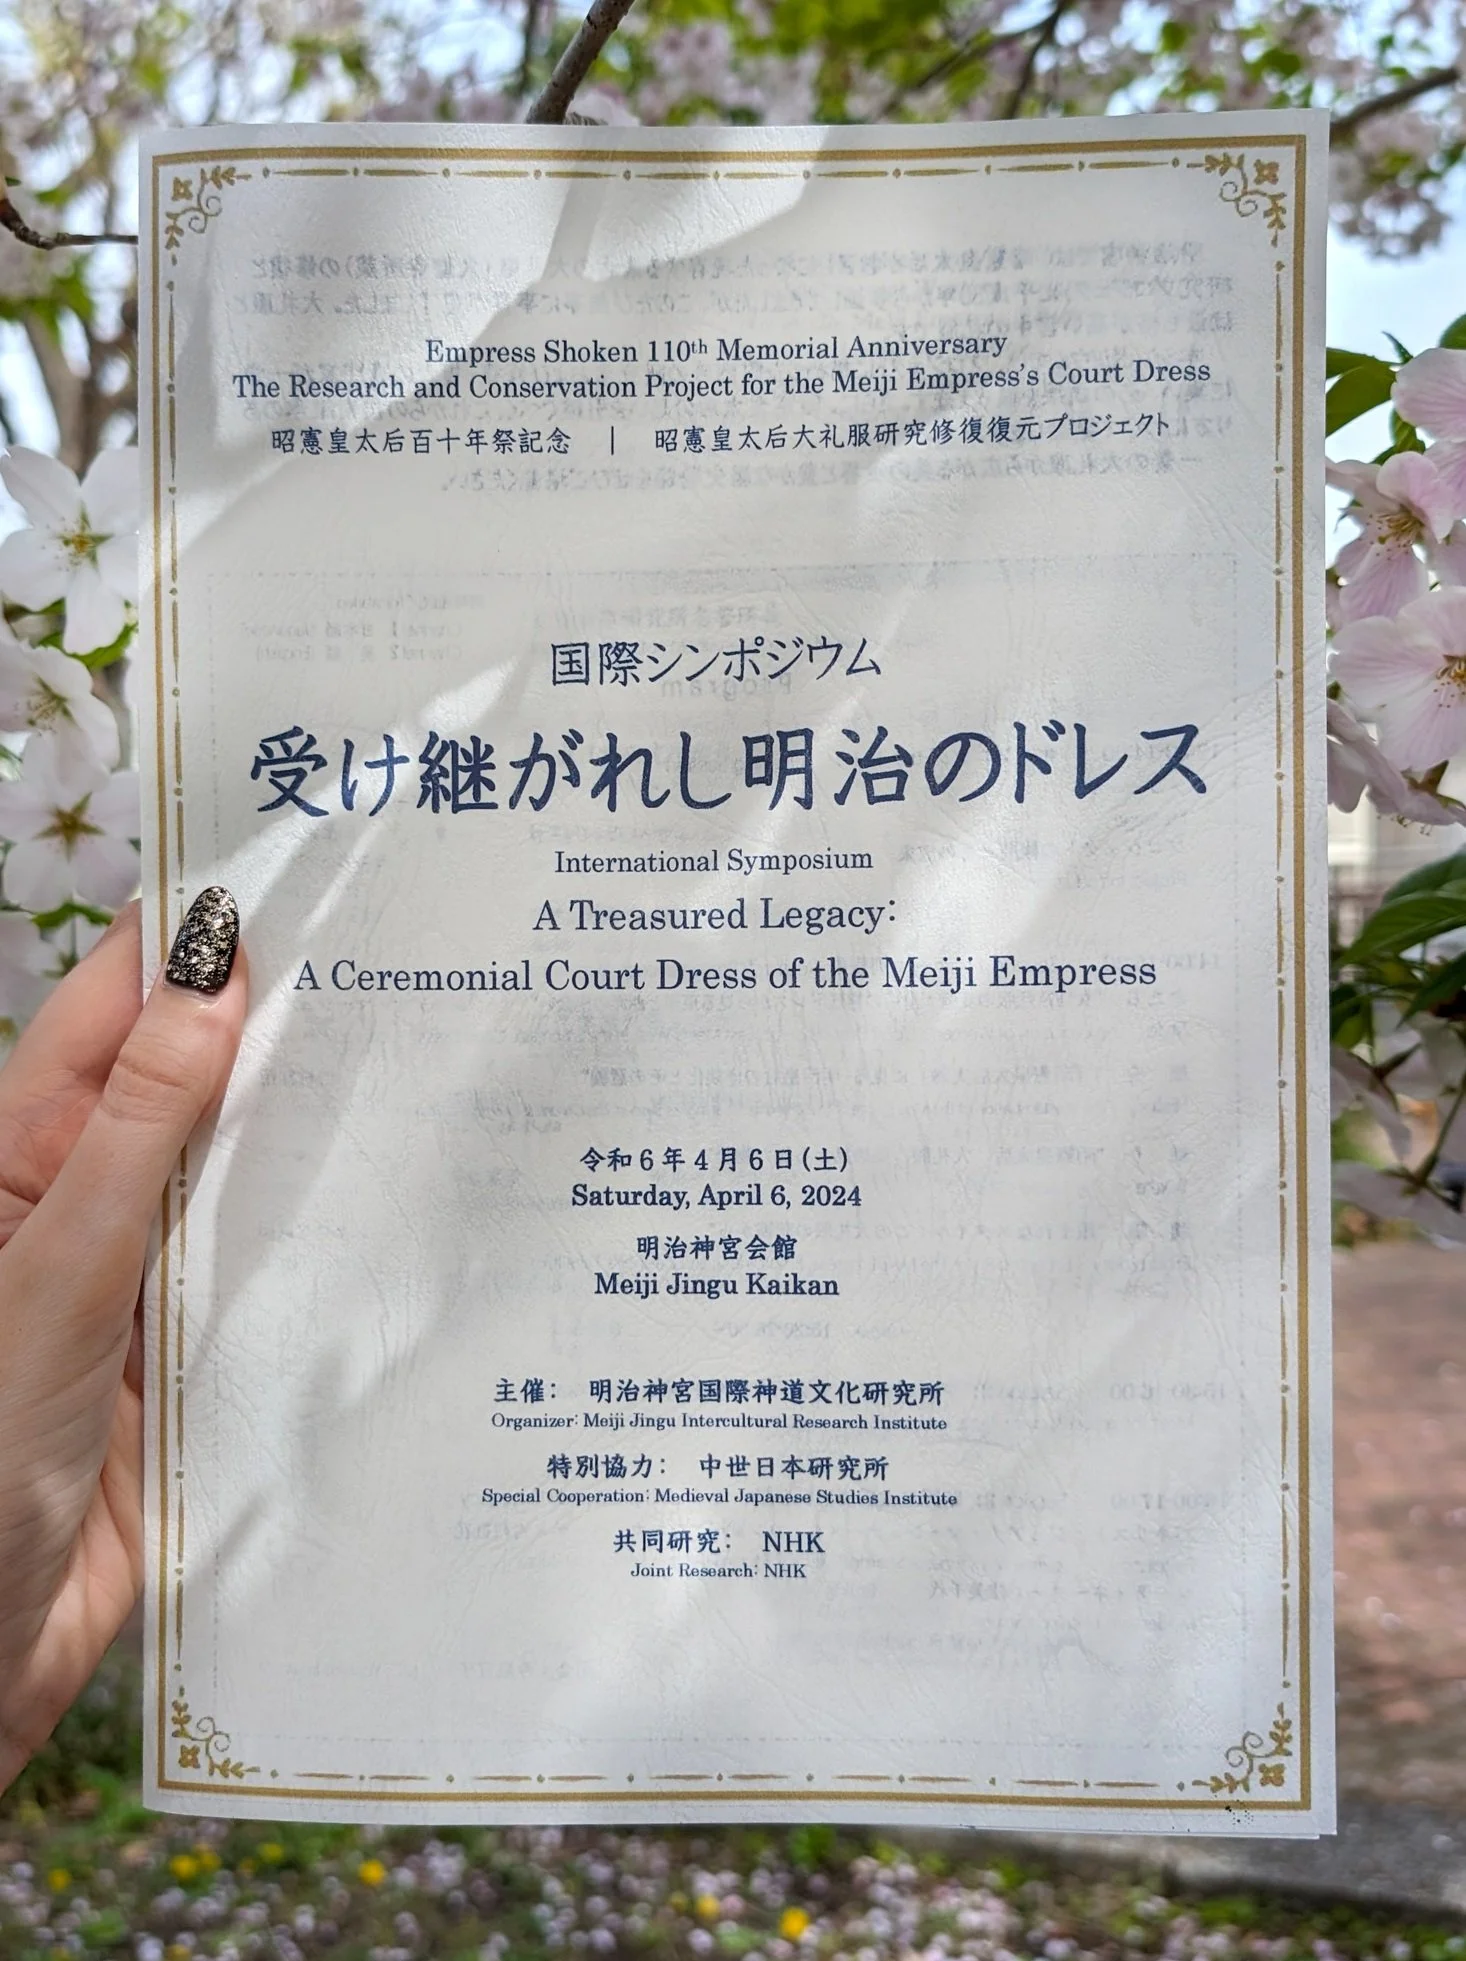 Empress Shoken 110th Memorial Anniversary
The Research and Conservation Project for the Meiji Empress's Court Dress
昭憲皇太后百十年祭記念 | 昭憲皇太后大礼服研究修復復元プロジェクト
国際シンポジウム
受け継がれし明治のドレス
International Symposium
A Treasured Legacy:
A Ceremonial Court Dress of the Meiji Empress
令和6年4月6日(土)
Saturday, April 6, 2024
明治神宮会館
Meiji Jingu Kaikan
主催: 明治神宮国際神道文化研究所
Organizer: Meiji Jingu Intercultural Research Institute
特別協力: 中世日本研究所
Special Cooperation: Medieval Japanese Studies Institute
共同研究: NHK
Joint Research: NHK